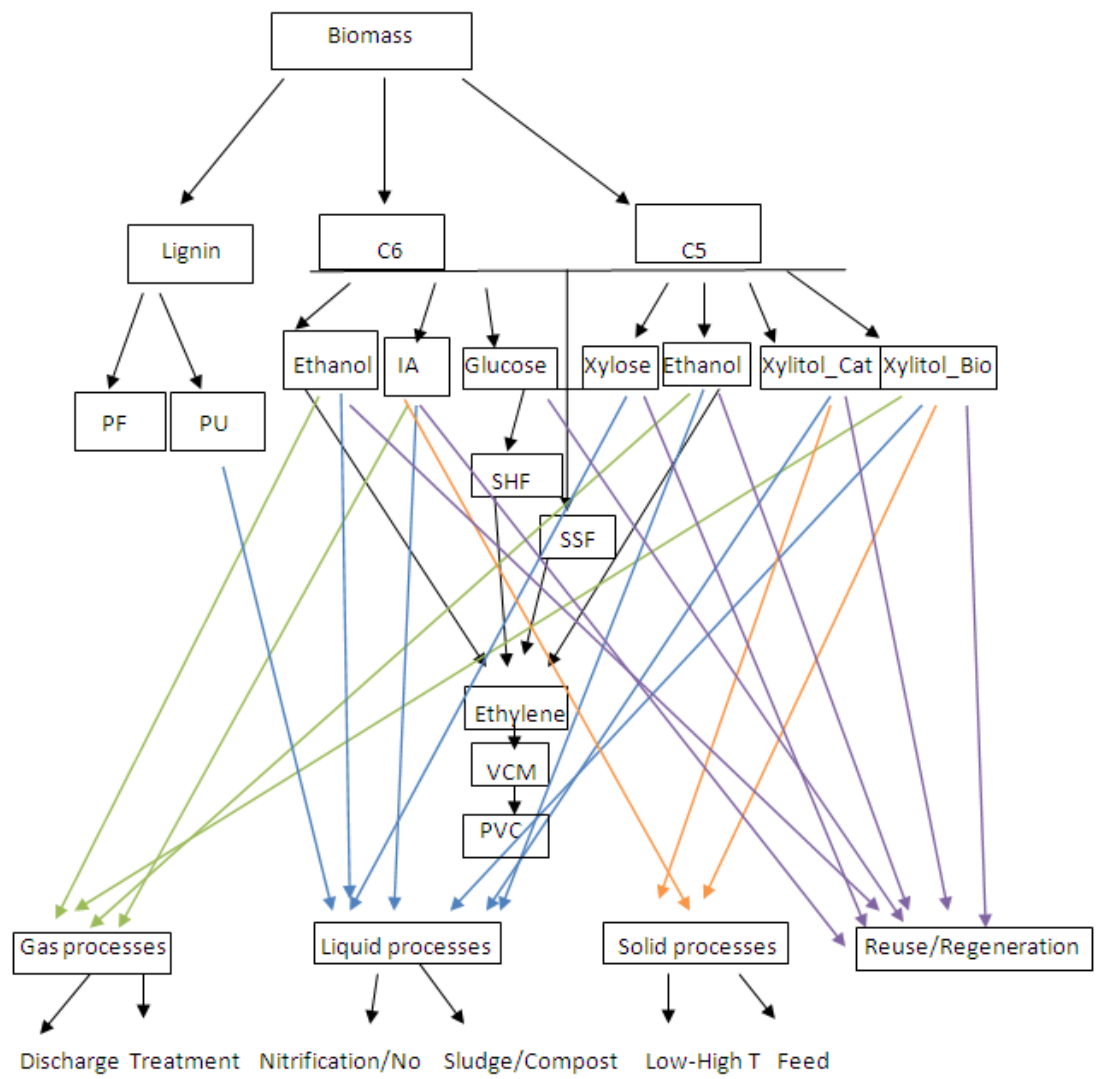 Biomass
Lignin
C6
C5
Ethanol
IA
Glucose
Xylose
Ethanol
Xylitol_Cat
Xylitol_Bio
PF
PU
SHF
SSF
Ethylene
VCM
PVC
Gas processes
Liquid processes
Solid processes
Reuse/Regeneration
Discharge
Treatment
Nitrification/No
Sludge/Compost
Low-High T
Feed